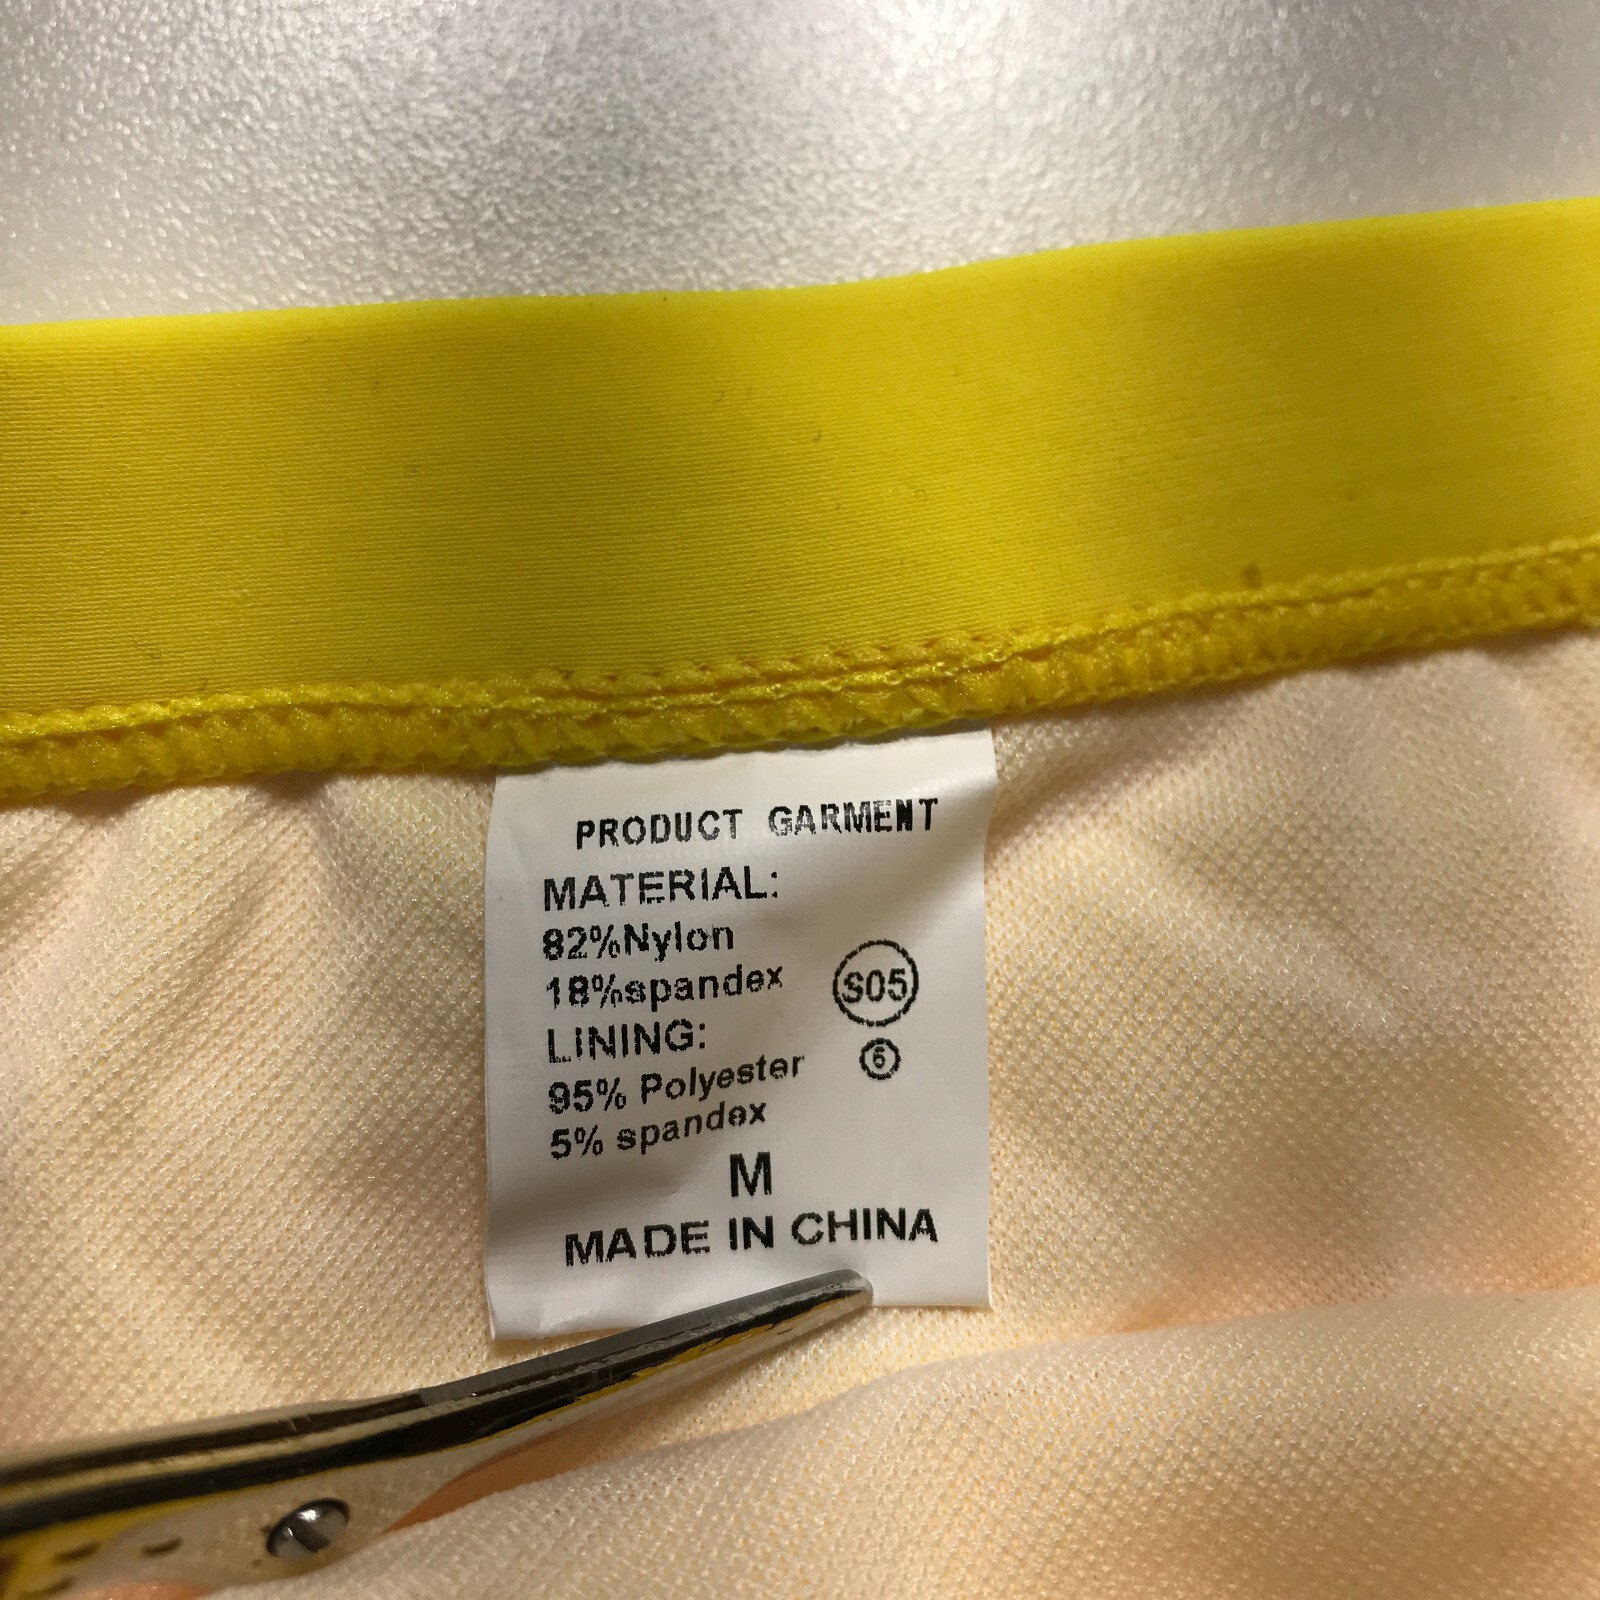 PRODUCT GARMENT
MATERIAL:
82%Nylon
18%spandex
S05
LINING:
6
95% Polyester
5% spandex
M
MADE IN CHINA